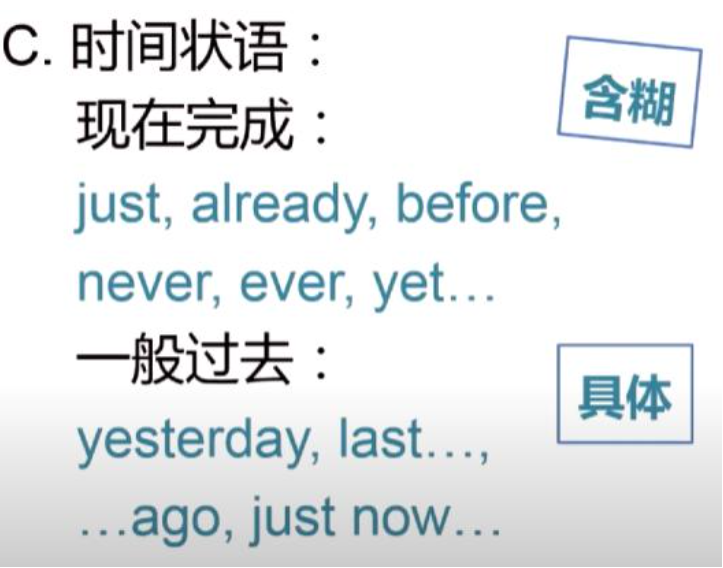 C. 时间状语：
含糊
现在完成：
just, already, before,
never, ever, yet…
一般过去：
具体
yesterday, last…,
…ago, just now…